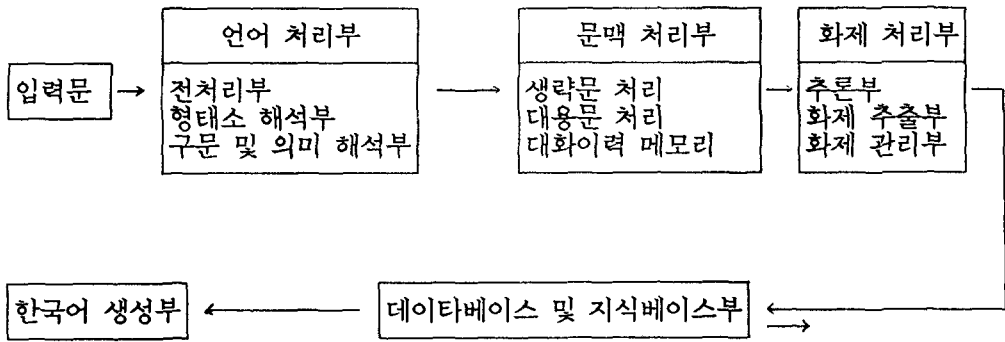 입력문
언어 처리부
전처리부
형태소 해석부
구문 및 의미 해석부
문맥 처리부
생략문 처리
대용문 처리
대화이력 메모리
화제 처리부
추론부
화제 추출부
화제 관리부
한국어 생성부
데이타베이스 및 지식베이스부